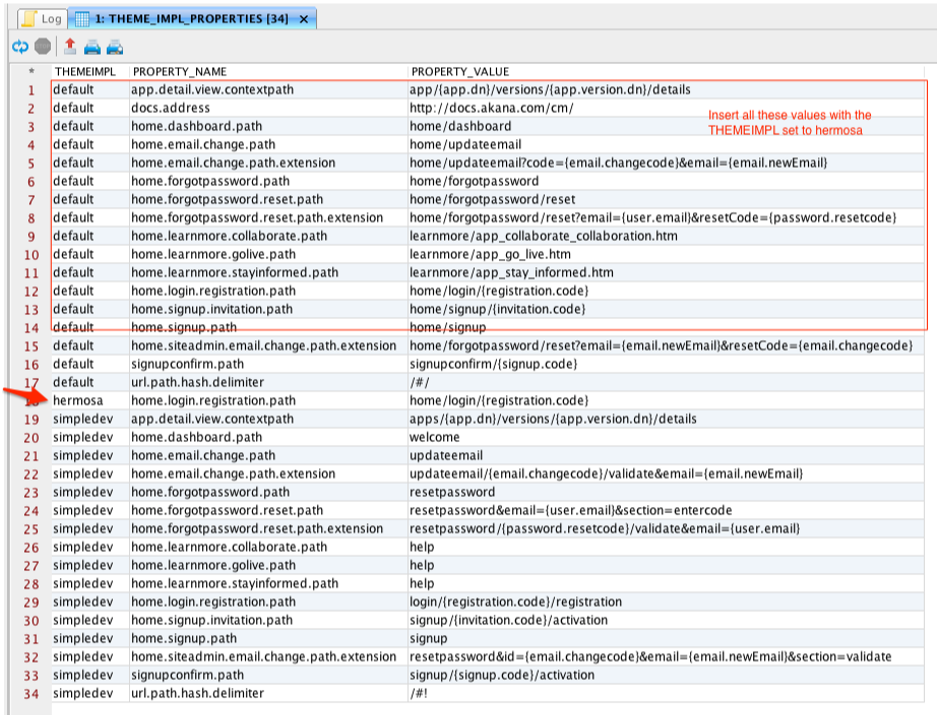 Log 1: THEME_IMPL_PROPERTIES [34] ×
* THEMEIMPL PROPERTY_NAME PROPERTY_VALUE
1 default app.detail.view.contextpath app/{app.dn}/versions/{app.version.dn}/details
2 default docs.address http://docs.akana.com/cm/
Insert all these values with the
3 default home.dashboard.path home/dashboard
THEMEIMPL set to hermosa
4 default home.email.change.path home/updateemail
5 default home.email.change.path.extension home/updateemail?code={email.changecode}&email={email.newEmail}
6 default home.forgotpassword.path home/forgotpassword
7 default home.forgotpassword.reset.path home/forgotpassword/reset
8 default home.forgotpassword.reset.path.extension home/forgotpassword/reset?email={user.email}&resetCode={password.resetcode}
9 default home.learnmore.collaborate.path learnmore/app_collaborate_collaboration.htm
10 default home.learnmore.golive.path learnmore/app_go_live.htm
11 default home.learnmore.stayinformed.path learnmore/app_stay_informed.htm
12 default home.login.registration.path home/login/{registration.code}
13 default home.signup.invitation.path home/signup/{invitation.code}
14 default home.signup.path home/signup
15 default home.siteadmin.email.change.path.extension home/forgotpassword/reset?email={email.newEmail}&resetCode={email.changecode}
16 default signupconfirm.path signupconfirm/{signup.code}
17 default url.path.hash.delimiter /#/
18 hermosa home.login.registration.path home/login/{registration.code}
19 simpledev app.detail.view.contextpath apps/{app.dn}/versions/{app.version.dn}/details
20 simpledev home.dashboard.path welcome
21 simpledev home.email.change.path updateemail
22 simpledev home.email.change.path.extension updateemail/{email.changecode}/validate&email={email.newEmail}
23 simpledev home.forgotpassword.path resetpassword
24 simpledev home.forgotpassword.reset.path resetpassword&email={user.email}&section=entercode
25 simpledev home.forgotpassword.reset.path.extension resetpassword/{password.resetcode}/validate&email={user.email}
26 simpledev home.learnmore.collaborate.path help
27 simpledev home.learnmore.golive.path help
28 simpledev home.learnmore.stayinformed.path help
29 simpledev home.login.registration.path login/{registration.code}/registration
30 simpledev home.signup.invitation.path signup/{invitation.code}/activation
31 simpledev home.signup.path signup
32 simpledev home.siteadmin.email.change.path.extension resetpassword&id={email.changecode}&email={email.newEmail}&section=validate
33 simpledev signupconfirm.path signup/{signup.code}/activation
34 simpledev url.path.hash.delimiter /#!